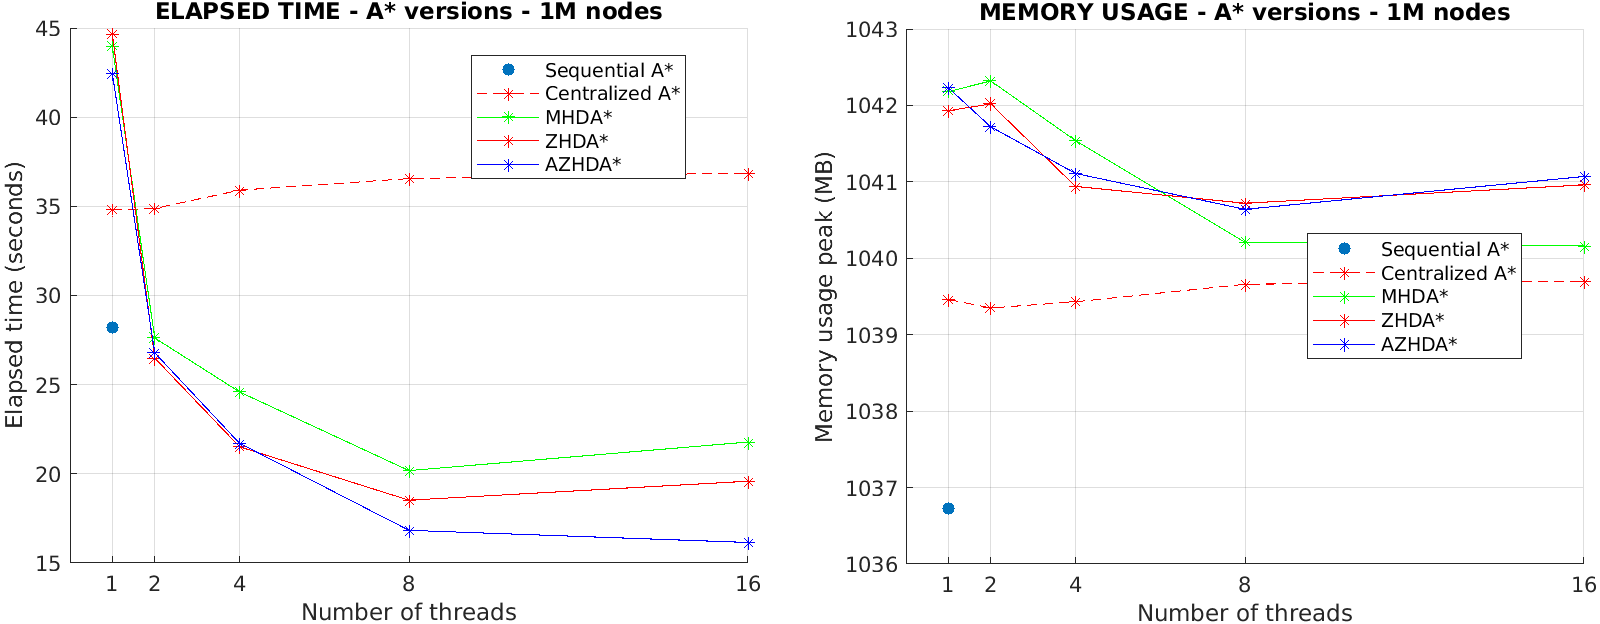 ELAPSED TIME - A* versions - 1M nodes
45
40
35
30
25
20
15
Elapsed time (seconds)
1 2 4 8 16
Number of threads
Sequential A*
Centralized A*
MHDA*
ZHDA*
AZHDA*
MEMORY USAGE - A* versions - 1M nodes
1043
1042
1041
1040
1039
1038
1037
1036
Memory usage peak (MB)
1 2 4 8 16
Number of threads
Sequential A*
Centralized A*
MHDA*
ZHDA*
AZHDA*